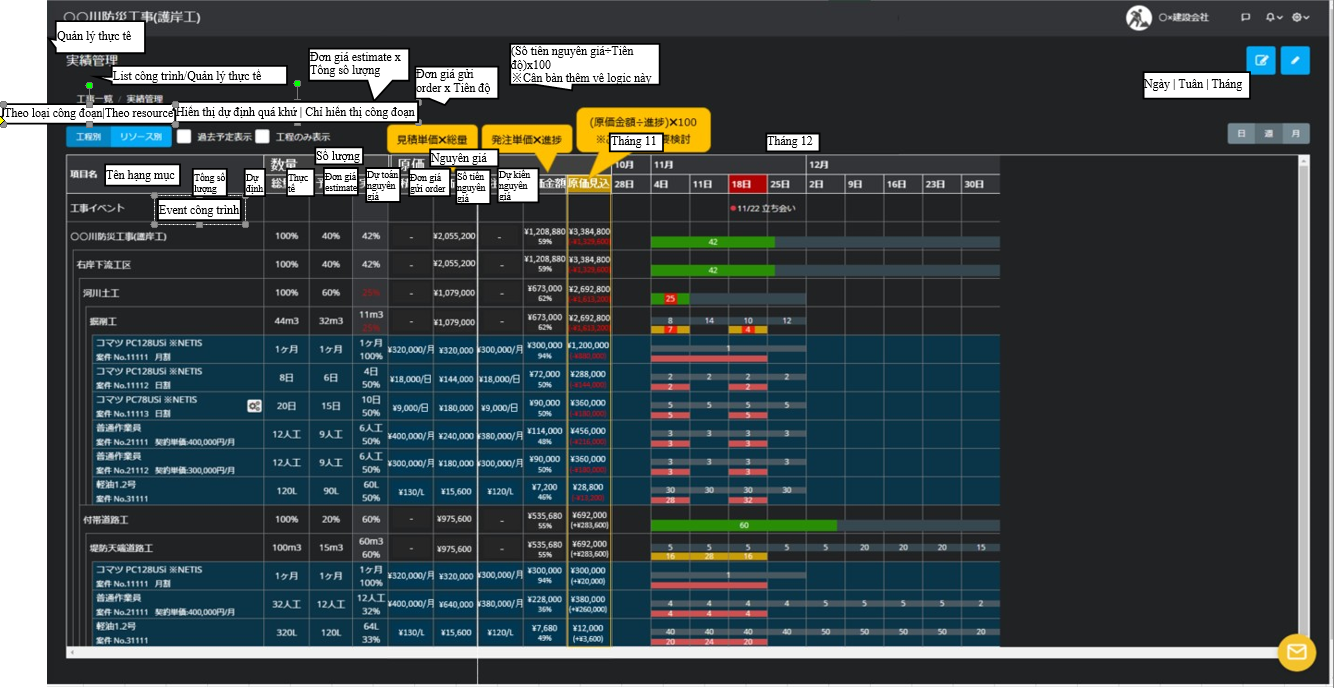 〇〇川防災工事(護岸工)
〇×建設会社
Quản lý thực tế
実績管理
List công trình/Quản lý thực tế
Đơn giá estimate x
Tổng số lượng
Đơn giá gửi
order x Tiến độ
(Số tiền nguyên giá÷Tiến
độ)x100
※Cần bàn thêm về logic này
Ngày | Tuần | Tháng
工事一覧 / 実績管理
Theo loại công đoạn|Theo resource
Hiển thị dự định quá khứ | Chỉ hiển thị công đoạn
工程別 リソース別 過去予定表示 工程のみ表示
見積単価×総量
発注単価×進捗
(原価金額÷進捗)×100
Tháng 11
Tháng 12
日 週 月
項目名
Tên hạng mục
数量
Số lượng
原価
Nguyên giá
Tổng số
lượng
Dự
định
Thực
tế
Đơn giá
estimate
Dự toán
nguyên
giá
Đơn giá
gửi order
Số tiền
nguyên
giá
Dự kiến
nguyên
giá
原価見込
10月 11月 12月
28日 4日 11日 18日 25日 2日 9日 16日 23日 30日
工事イベント
Event công trình
11/22 立ち会い
〇〇川防災工事(護岸工) 100% 40% 42% - ¥2,055,200 - ¥1,208,880 59% ¥3,384,800 (-¥1,329,600) 42
右岸下流工区 100% 40% 42% - ¥2,055,200 - ¥1,208,880 59% ¥3,384,800 (-¥1,329,600) 42
河川土工 100% 60% 25% - ¥1,079,000 - ¥673,000 62% ¥2,692,800 (-¥1,613,200) 25
掘削工 44m3 32m3 11m3 25% - ¥1,079,000 - ¥673,000 62% ¥2,692,800 (-¥1,613,200) 8 14 10 12
7 4
コマツ PC128USi ※NETIS
案件 No.11111 月割 1ヶ月 1ヶ月 1ヶ月 100% ¥320,000/月 ¥320,000 ¥300,000/月 ¥300,000 94% ¥1,200,000 1
コマツ PC128USi ※NETIS
案件 No.11112 日割 8日 6日 4日 50% ¥18,000/日 ¥144,000 ¥18,000/日 ¥72,000 50% ¥288,000 (-¥144,000) 2 2 2 2
2 2
コマツ PC78USi ※NETIS
案件 No.11113 日割 20日 15日 10日 50% ¥9,000/日 ¥180,000 ¥9,000/日 ¥90,000 50% ¥360,000 (-¥180,000) 5 5 5 5
5 5
普通作業員
案件 No.21111 契約単価:400,000円/月 12人工 9人工 6人工 50% ¥400,000/月 ¥240,000 ¥380,000/月 ¥114,000 48% ¥456,000 3 3 3 3
3 3
普通作業員
案件 No.21112 契約単価:300,000円/月 12人工 9人工 6人工 50% ¥300,000/月 ¥180,000 ¥300,000/月 ¥90,000 50% ¥360,000 (-¥180,000) 3 3 3 3
3 3
軽油1.2号
案件 No.31111 120L 90L 60L 50% ¥130/L ¥15,600 ¥120/L ¥7,200 46% ¥28,800 (-¥13,200) 30 30 30 30
28 32
付帯道路工 100% 20% 60% - ¥975,600 - ¥535,680 55% ¥692,000 (+¥283,600) 60
堤防天端道路工 100m3 15m3 60m3 60% - ¥975,600 - ¥535,680 55% ¥692,000 (+¥283,600) 5 5 5 5 5 20 20 20 15
16 28 16
コマツ PC128USi ※NETIS
案件 No.11111 月割 1ヶ月 1ヶ月 1ヶ月 100% ¥320,000/月 ¥320,000 ¥300,000/月 ¥300,000 94% ¥300,000 (+¥20,000) 1
普通作業員
案件 No.21111 契約単価:400,000円/月 32人工 12人工 12人工 32% ¥400,000/月 ¥640,000 ¥380,000/月 ¥228,000 36% ¥380,000 (+¥260,000) 4 4 4 4 5 5 5 5 2
4 4 4
軽油1.2号
案件 No.31111 320L 120L 64L 33% ¥130/L ¥15,600 ¥120/L ¥7,680 49% ¥12,000 (+¥3,600) 40 40 40 40 50 50 50 50 20
20 24 20